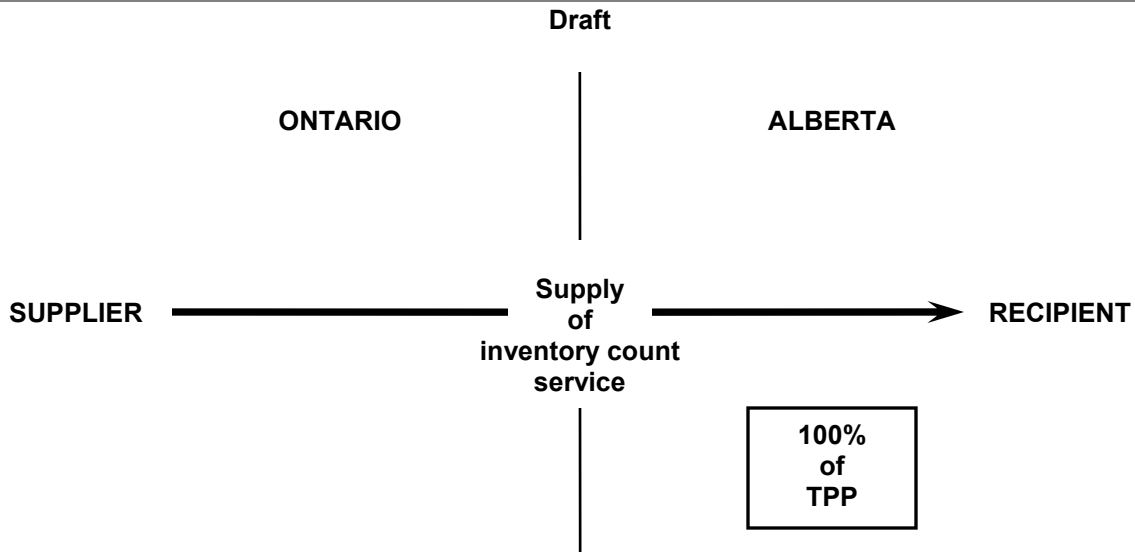 Draft
ONTARIO ALBERTA
Supply
SUPPLIER of RECIPIENT
inventory count
service
100%
of
TPP